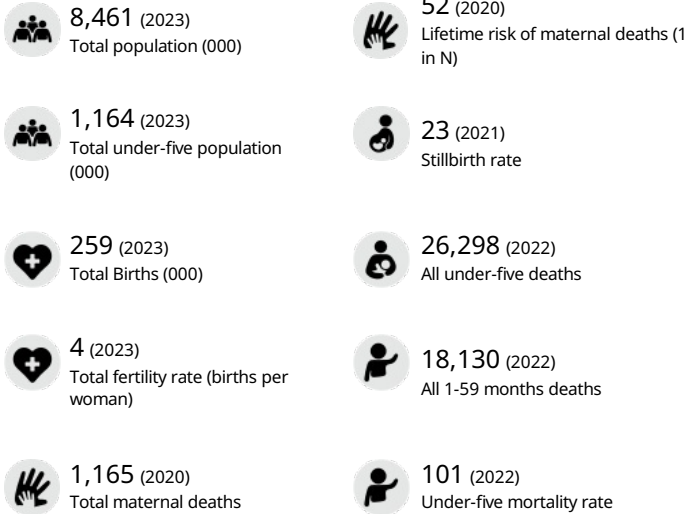 8,461 (2023)
Total population (000)
1,164 (2023)
Total under-five population
(000)
259 (2023)
Total Births (000)
4 (2023)
Total fertility rate (births per
woman)
1,165 (2020)
Total maternal deaths
52 (2020)
Lifetime risk of maternal deaths (1
in N)
23 (2021)
Stillbirth rate
26,298 (2022)
All under-five deaths
18,130 (2022)
All 1-59 months deaths
101 (2022)
Under-five mortality rate